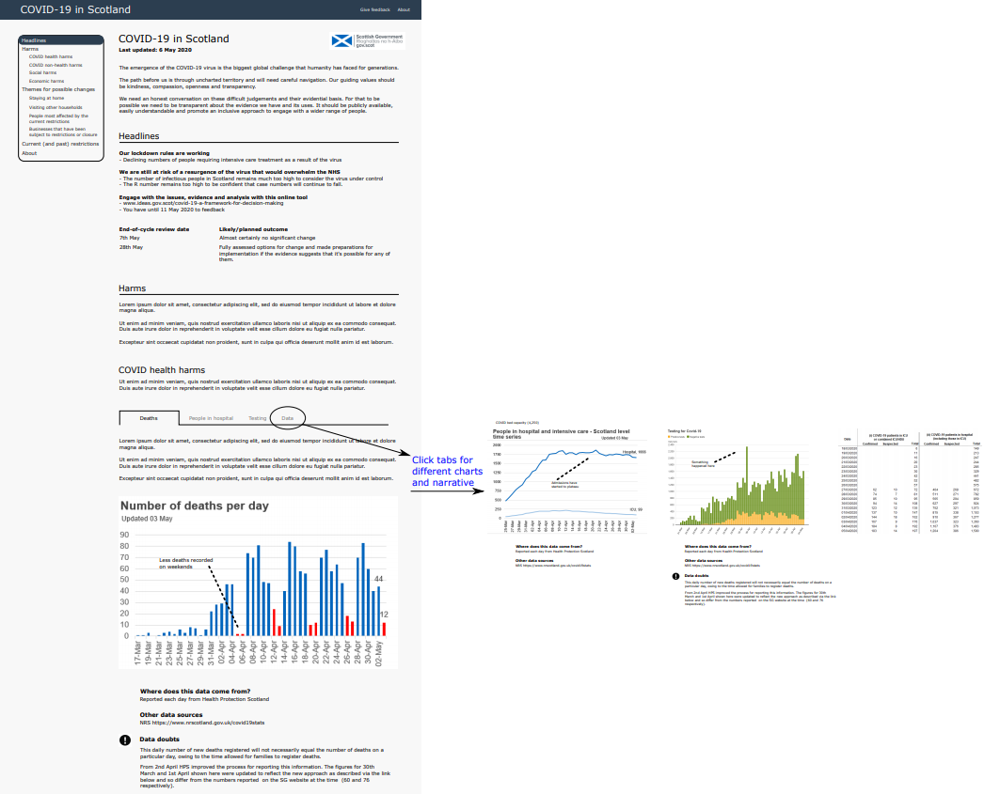 COVID-19 in Scotland
Give feedback About
Headlines
Harms
COVID health harms
COVID non-health harms
Social harms
Economic harms
Themes for possible changes
Staying at home
Visiting other households
People most affected by the
current restrictions
Businesses that have been
subject to restrictions or closure
Current (and past) restrictions
About
COVID-19 in Scotland
Last updated: 6 May 2020
Scottish Government
Riaghaltas na h-Alba
gov.scot
The emergence of the COVID-19 virus is the biggest global challenge that humanity has faced for generations.
The path before us is through uncharted territory and will need careful navigation. Our guiding values should
be kindness, compassion, openness and transparency.
We need an honest conversation on these difficult judgements and their evidential basis. For that to be
possible we need to be transparent about the evidence we have and its uses. It should be publicly available,
easily understandable and promote an inclusive approach to engage with a wider range of people.
Headlines
Our lockdown rules are working
- Declining numbers of people requiring intensive care treatment as a result of the virus
We are still at risk of a resurgence of the virus that would overwhelm the NHS
- The number of infectious people in Scotland remains much too high to consider the virus under control
- The R number remains too high to be confident that case numbers will continue to fall.
Engage with the issues, evidence and analysis with this online tool
- www.ideas.gov.scot/covid-19-a-framework-for-decision-making
- You have until 11 May 2020 to feedback
End-of-cycle review date Likely/planned outcome
7th May Almost certainly no significant change
28th May Fully assessed options for change and made preparations for
implementation if the evidence suggests that it's possible for any of
them.
Harms
Lorem ipsum dolor sit amet, consectetur adipiscing elit, sed do eiusmod tempor incididunt ut labore et dolore
magna aliqua.
Ut enim ad minim veniam, quis nostrud exercitation ullamco laboris nisi ut aliquip ex ea commodo consequat.
Duis aute irure dolor in reprehenderit in voluptate velit esse cillum dolore eu fugiat nulla pariatur.
Excepteur sint occaecat cupidatat non proident, sunt in culpa qui officia deserunt mollit anim id est laborum.
COVID health harms
Ut enim ad minim veniam, quis nostrud exercitation ullamco laboris nisi ut aliquip ex ea commodo consequat.
Duis aute irure dolor in reprehenderit in voluptate velit esse cillum dolore eu fugiat nulla pariatur.
Deaths People in hospital Testing Data
Lorem ipsum dolor sit amet, consectetur adipiscing elit, sed do eiusmod tempor incididunt ut labore et dolore
magna aliqua.
Ut enim ad minim veniam, quis nostrud exercitation ullamco laboris nisi ut aliquip ex ea commodo consequat.
Duis aute irure dolor in reprehenderit in voluptate velit esse cillum dolore eu fugiat nulla pariatur.
Excepteur sint occaecat cupidatat non proident, sunt in culpa qui officia deserunt mollit anim id est laborum.
Click tabs for
different charts
and narrative
Number of deaths per day
Updated 03 May
90
80
70
60
50
40
30
20
10
0
Less deaths recorded
on weekends
44
12
17-Mar 19-Mar 21-Mar 23-Mar 25-Mar 27-Mar 29-Mar 31-Mar 02-Apr 04-Apr 06-Apr 08-Apr 10-Apr 12-Apr 14-Apr 16-Apr 18-Apr 20-Apr 22-Apr 24-Apr 26-Apr 28-Apr 30-Apr 02-May
Where does this data come from?
Reported each day from Health Protection Scotland
Other data sources
NRS https://www.nrscotland.gov.uk/covid19stats
Data doubts
This daily number of new deaths registered will not necessarily equal the number of deaths on a
particular day, owing to the time allowed for families to register deaths.
From 2nd April HPS improved the process for reporting this information. The figures for 30th
March and 1st April shown here were updated to reflect the new approach as described via the link
below and so differ from the numbers reported on the SG website at the time (60 and 76
respectively).
People in hospital and intensive care - Scotland level
time series
Updated 03 May
2000
1750
1500
1250
1000
750
500
250
0
Admissions have
started to plateau
Where does this data come from?
Reported each day from Health Protection Scotland
Other data sources
NRS https://www.nrscotland.gov.uk/covid19stats
Testing for Covid-19
Something
happened here
Where does this data come from?
Reported each day from Health Protection Scotland
Other data sources
NRS https://www.nrscotland.gov.uk/covid19stats
Data doubts
This daily number of new deaths registered will not necessarily equal the number of deaths on a
particular day, owing to the time allowed for families to register deaths.
From 2nd April HPS improved the process for reporting this information. The figures for 30th
March and 1st April shown here were updated to reflect the new approach as described via the link
below and so differ from the numbers reported on the SG website at the time (60 and 76
respectively).